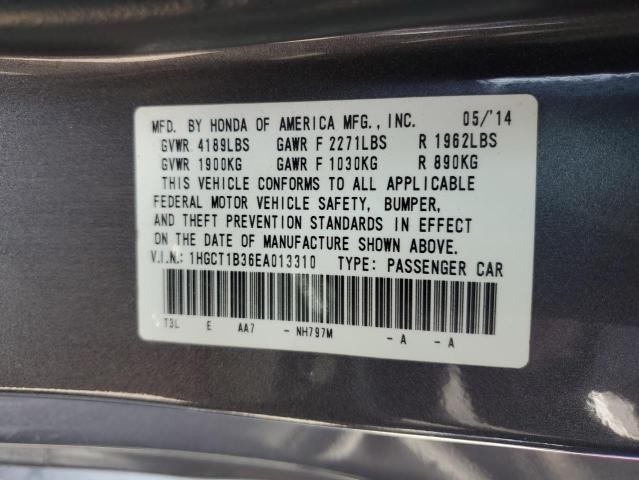 MFD. BY HONDA OF AMERICA MFG., INC. 05/'14
GVWR 4189LBS GAWR F 2271LBS R 1962LBS
GVWR 1900KG GAWR F 1030KG R 890KG
THIS VEHICLE CONFORMS TO ALL APPLICABLE
FEDERAL MOTOR VEHICLE SAFETY, BUMPER,
AND THEFT PREVENTION STANDARDS IN EFFECT
ON THE DATE OF MANUFACTURE SHOWN ABOVE.
V.I.N.: 1HGCT1B36EA013310 TYPE: PASSENGER CAR
T3L E AA7 - NH797M - A - A